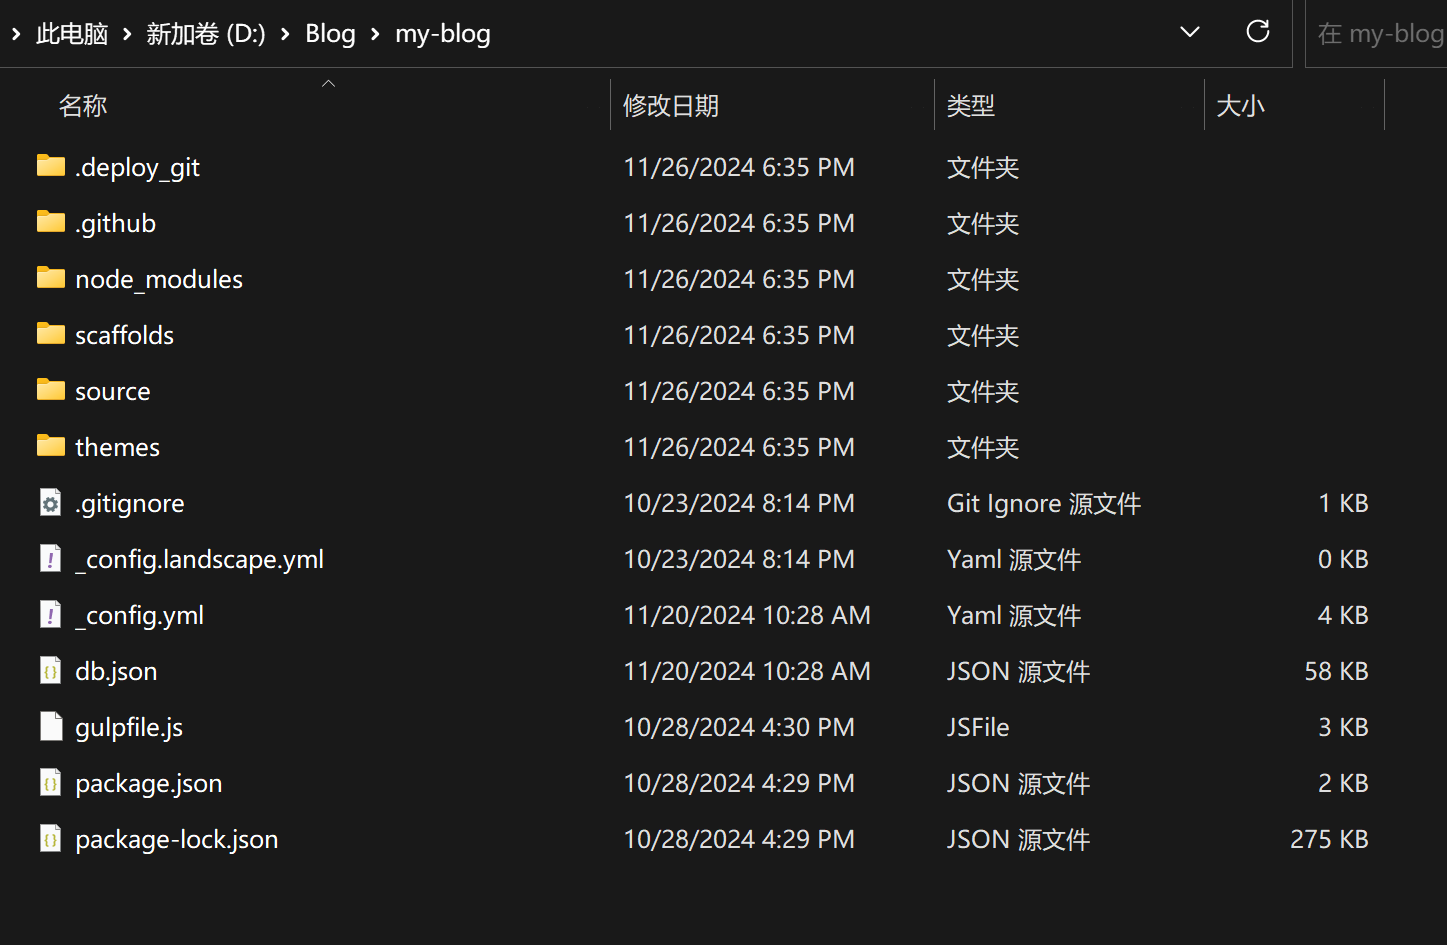 此电脑 新加卷 (D:) Blog my-blog 在 my-blog
名称 修改日期 类型 大小
.deploy_git 11/26/2024 6:35 PM 文件夹
.github 11/26/2024 6:35 PM 文件夹
node_modules 11/26/2024 6:35 PM 文件夹
scaffolds 11/26/2024 6:35 PM 文件夹
source 11/26/2024 6:35 PM 文件夹
themes 11/26/2024 6:35 PM 文件夹
.gitignore 10/23/2024 8:14 PM Git Ignore 源文件 1 KB
_config.landscape.yml 10/23/2024 8:14 PM Yaml 源文件 0 KB
_config.yml 11/20/2024 10:28 AM Yaml 源文件 4 KB
db.json 11/20/2024 10:28 AM JSON 源文件 58 KB
gulpfile.js 10/28/2024 4:30 PM JSFile 3 KB
package.json 10/28/2024 4:29 PM JSON 源文件 2 KB
package-lock.json 10/28/2024 4:29 PM JSON 源文件 275 KB